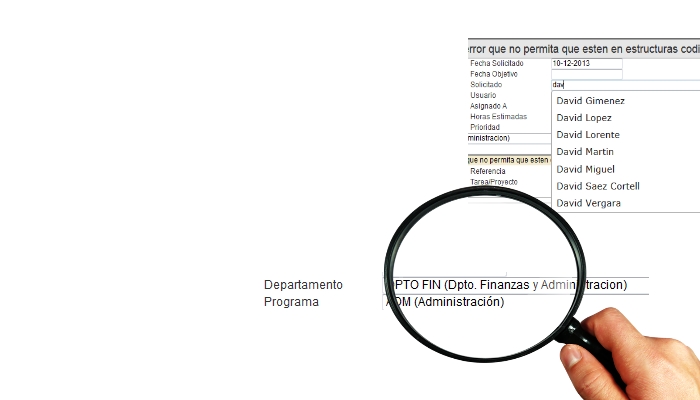 error que no permita que esten en estructuras codi
Fecha Solicitado 10-12-2013
Fecha Objetivo
Solicitado dav
Usuario David Gimenez
Asignado A David Lopez
Horas Estimadas David Lorente
Prioridad David Martin
ministracion)
que no permita que esten David Miguel
Referencia David Saez Cortell
Tarea/Proyecto David Vergara
Departamento DPTO FIN (Dpto. Finanzas y Administracion)
Programa ADM (Administración)